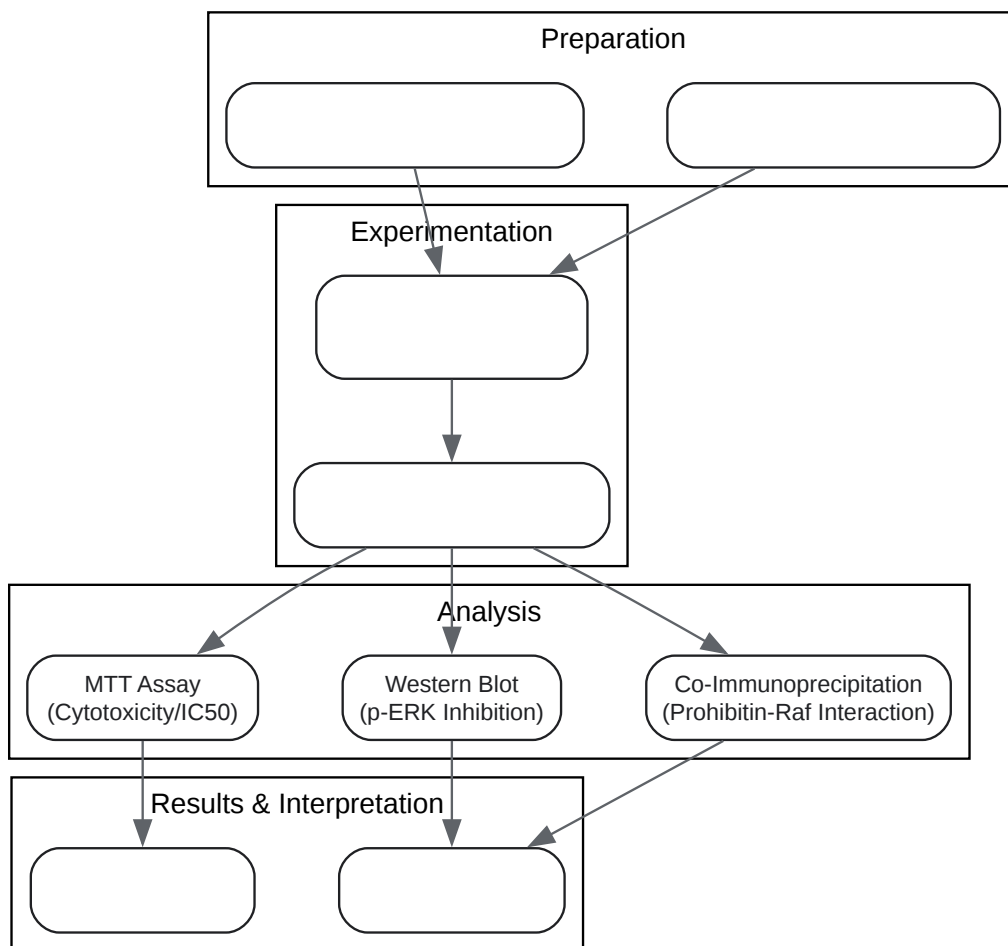 Preparation
Experimentation
Analysis
MTT Assay
(Cytotoxicity/IC50)
Western Blot
(p-ERK Inhibition)
Co-Immunoprecipitation
(Prohibitin-Raf Interaction)
Results & Interpretation